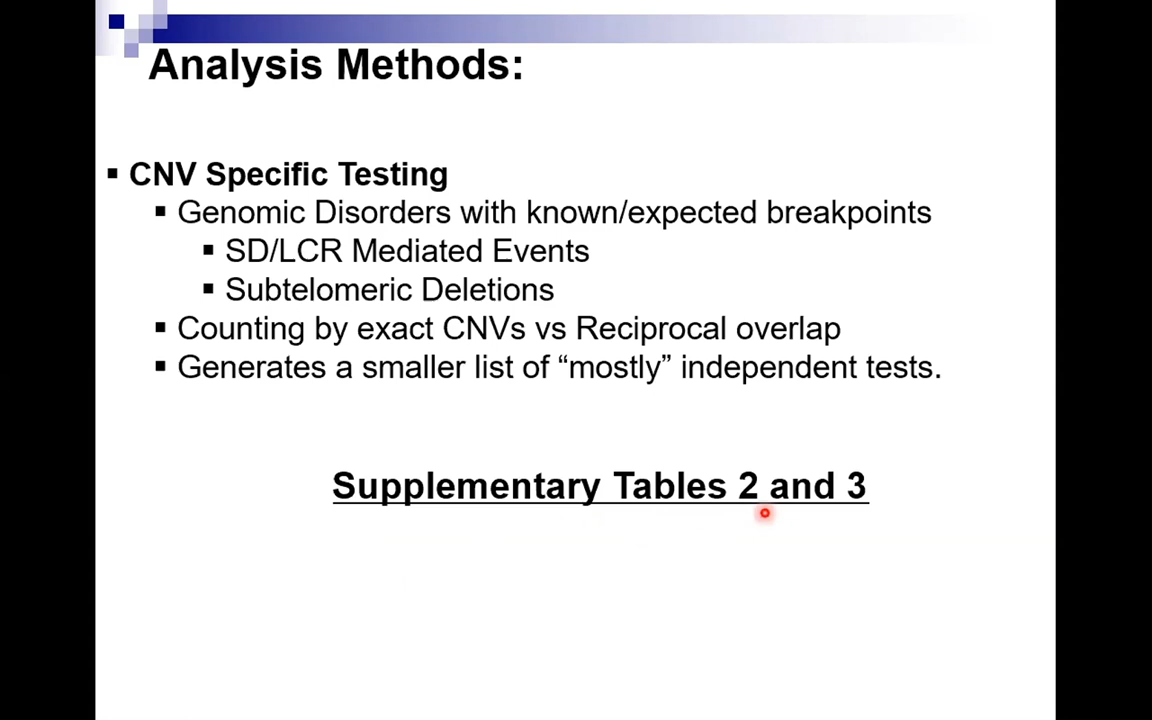 Analysis Methods:
▪ CNV Specific Testing
▪ Genomic Disorders with known/expected breakpoints
▪ SD/LCR Mediated Events
▪ Subtelomeric Deletions
▪ Counting by exact CNVs vs Reciprocal overlap
▪ Generates a smaller list of “mostly” independent tests.
Supplementary Tables 2 and 3